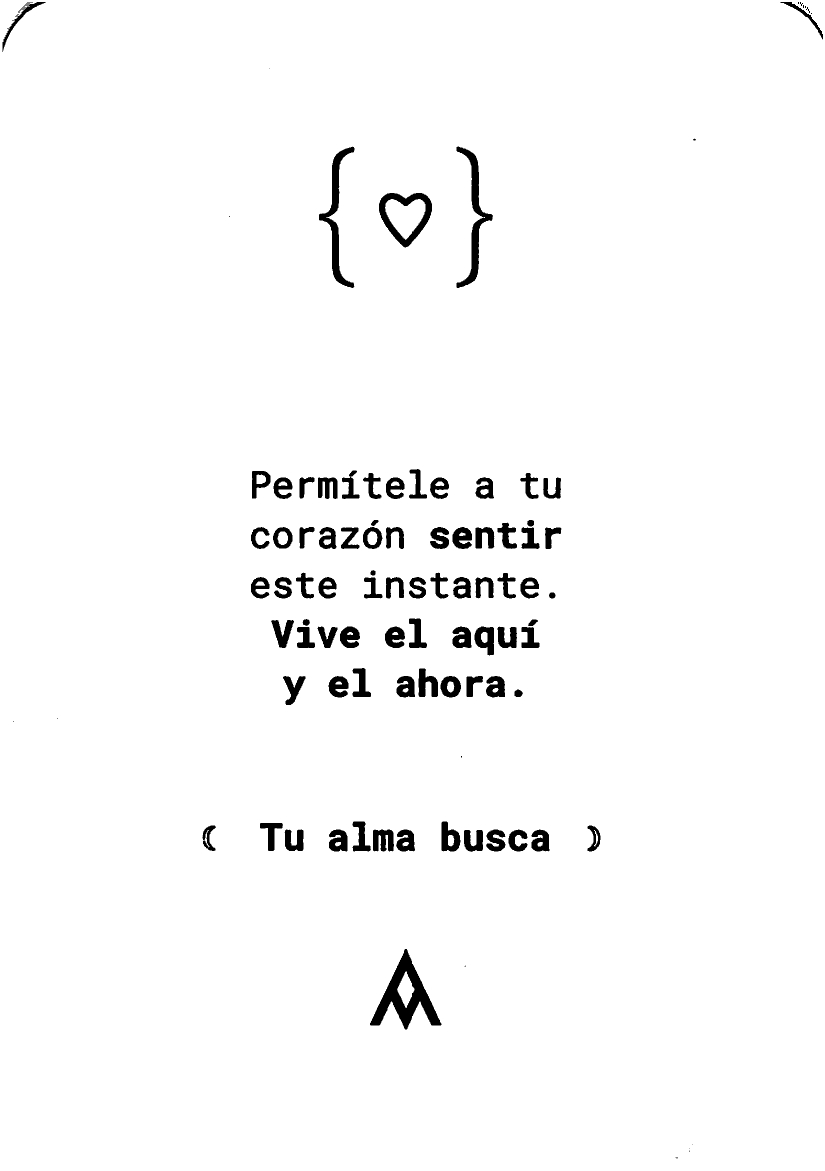 Permítele a tu
corazón sentir
este instante.
Vive el aquí
y el ahora.
Tu alma busca